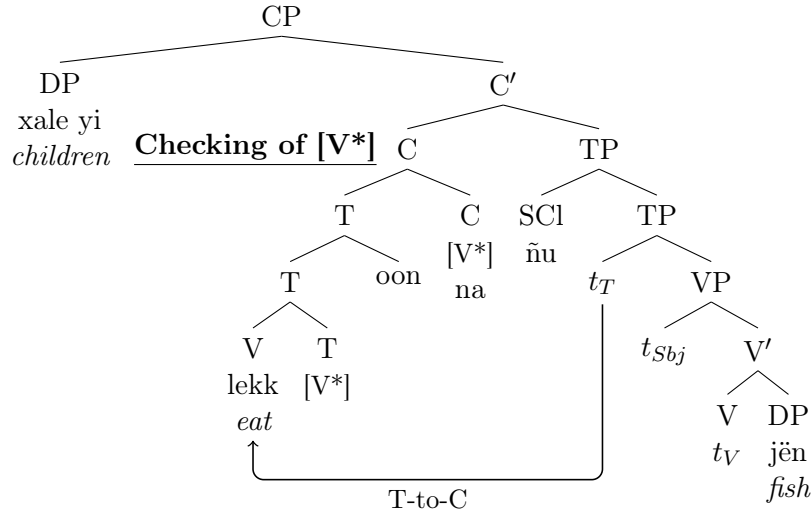 CP
DP C′
xale yi
children Checking of [V*] C TP
T C SCl TP
[V*] ñu
T oon na t_T VP
V T t_Sbj V′
lekk [V*]
eat V DP
t_V jën
fish
T-to-C